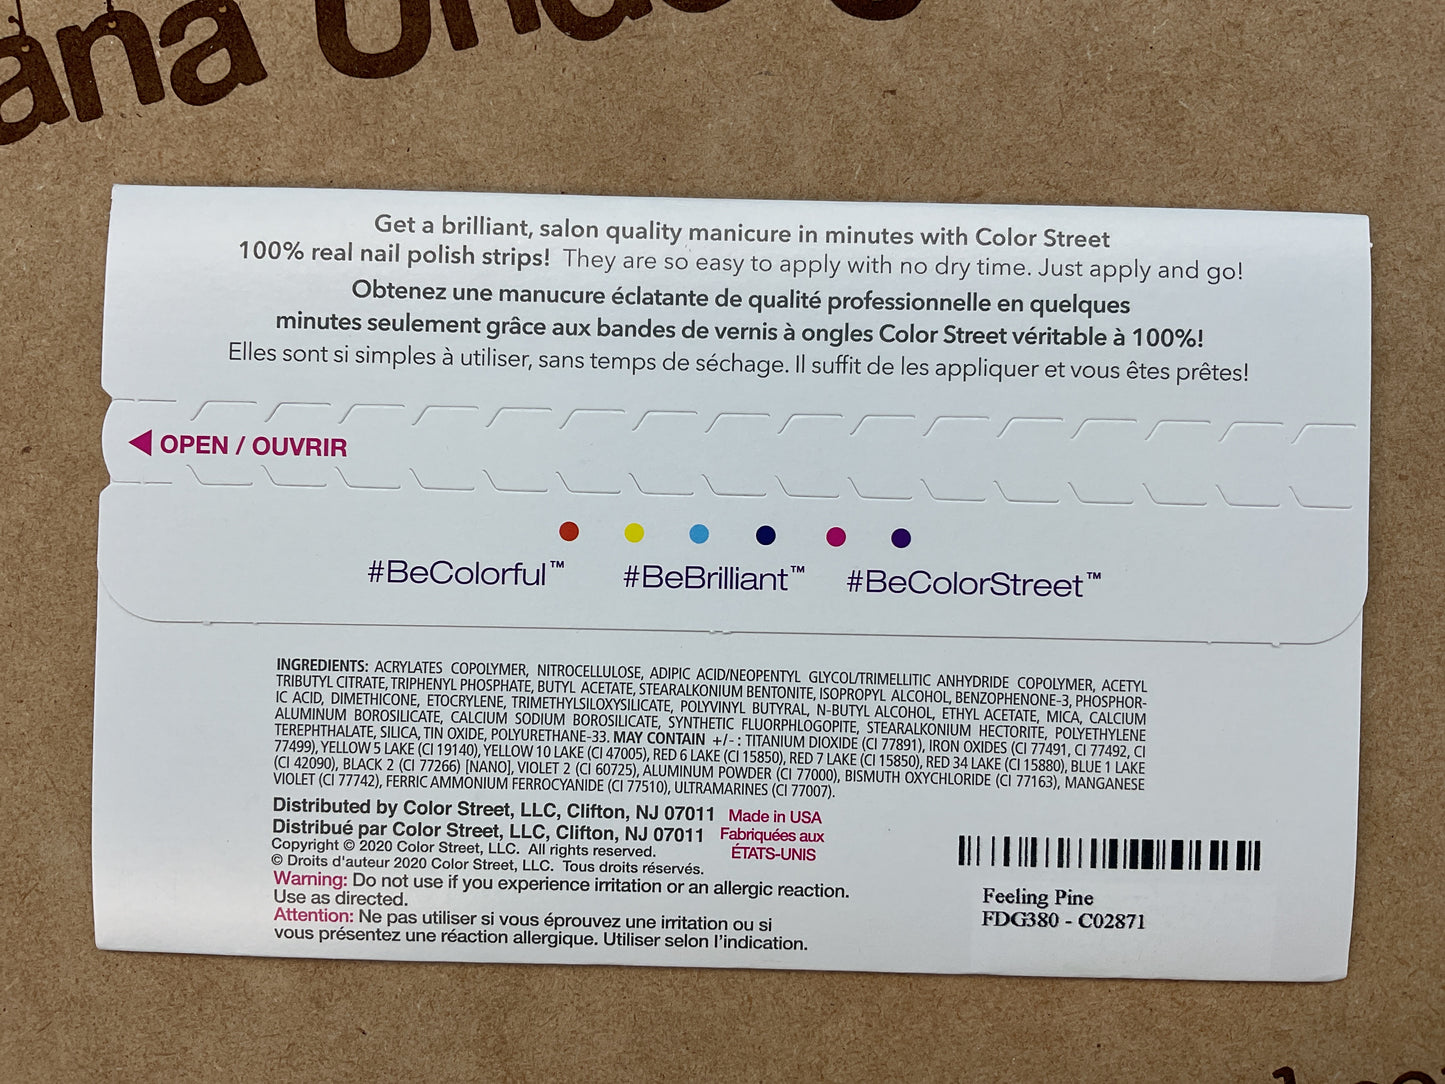 ana Unde
Get a brilliant, salon quality manicure in minutes with Color Street
100% real nail polish strips! They are so easy to apply with no dry time. Just apply and go!
Obtenez une manucure éclatante de qualité professionnelle en quelques
minutes seulement grâce aux bandes de vernis à ongles Color Street véritable à 100%!
Elles sont si simples à utiliser, sans temps de séchage. Il suffit de les appliquer et vous êtes prêtes!
OPEN / OUVRIR
#BeColorful™ #BeBrilliant™ #BeColorStreet™
INGREDIENTS: ACRYLATES COPOLYMER, NITROCELLULOSE, ADIPIC ACID/NEOPENTYL GLYCOL/TRIMELLITIC ANHYDRIDE COPOLYMER, ACETYL
TRIBUTYL CITRATE, TRIPHENYL PHOSPHATE, BUTYL ACETATE, STEARALKONIUM BENTONITE, ISOPROPYL ALCOHOL, BENZOPHENONE-3, PHOSPHOR-
IC ACID, DIMETHICONE, ETOCRYLENE, TRIMETHYLSILOXYSILICATE, POLYVINYL BUTYRAL, N-BUTYL ALCOHOL, ETHYL ACETATE, MICA, CALCIUM
ALUMINUM BOROSILICATE, CALCIUM SODIUM BOROSILICATE, SYNTHETIC FLUORPHLOGOPITE, STEARALKONIUM HECTORITE, POLYETHYLENE
TEREPHTHALATE, SILICA, TIN OXIDE, POLYURETHANE-33. MAY CONTAIN +/- : TITANIUM DIOXIDE (CI 77891), IRON OXIDES (CI 77491, CI 77492, CI
77499), YELLOW 5 LAKE (CI 19140), YELLOW 10 LAKE (CI 47005), RED 6 LAKE (CI 15850), RED 7 LAKE (CI 15850), RED 34 LAKE (CI 15880), BLUE 1 LAKE
(CI 42090), BLACK 2 (CI 77266) [NANO], VIOLET 2 (CI 60725), ALUMINUM POWDER (CI 77000), BISMUTH OXYCHLORIDE (CI 77163), MANGANESE
VIOLET (CI 77742), FERRIC AMMONIUM FERROCYANIDE (CI 77510), ULTRAMARINES (CI 77007).
Distributed by Color Street, LLC, Clifton, NJ 07011
Distribué par Color Street, LLC, Clifton, NJ 07011
Made in USA
Fabriquées aux
ÉTATS-UNIS
Copyright © 2020 Color Street, LLC. All rights reserved.
© Droits d'auteur 2020 Color Street, LLC. Tous droits réservés.
Warning: Do not use if you experience irritation or an allergic reaction.
Use as directed.
Attention: Ne pas utiliser si vous éprouvez une irritation ou si
vous présentez une réaction allergique. Utiliser selon l'indication.
Feeling Pine
FDG380 - C02871